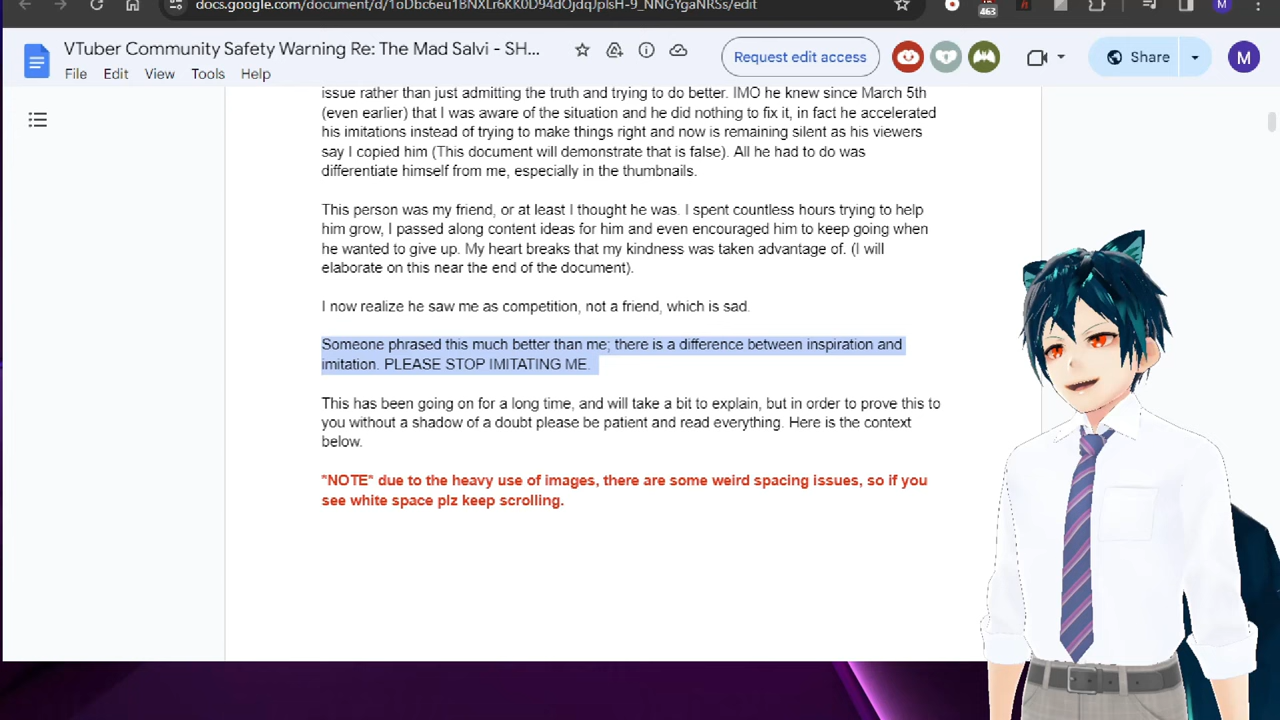 docs.google.com/document/d/1oDbc6eu1BNXLr6KK0D94dOjdqJplsH-9_NNGYgaNRSs/edit
463
M
VTuber Community Safety Warning Re: The Mad Salvi - SH...
Request edit access
Share
M
File Edit View Tools Help
issue rather than just admitting the truth and trying to do better. IMO he knew since March 5th
(even earlier) that I was aware of the situation and he did nothing to fix it, in fact he accelerated
his imitations instead of trying to make things right and now is remaining silent as his viewers
say I copied him (This document will demonstrate that is false). All he had to do was
differentiate himself from me, especially in the thumbnails.
This person was my friend, or at least I thought he was. I spent countless hours trying to help
him grow, I passed along content ideas for him and even encouraged him to keep going when
he wanted to give up. My heart breaks that my kindness was taken advantage of. (I will
elaborate on this near the end of the document).
I now realize he saw me as competition, not a friend, which is sad.
Someone phrased this much better than me; there is a difference between inspiration and
imitation. PLEASE STOP IMITATING ME.
This has been going on for a long time, and will take a bit to explain, but in order to prove this to
you without a shadow of a doubt please be patient and read everything. Here is the context
below.
*NOTE* due to the heavy use of images, there are some weird spacing issues, so if you
see white space plz keep scrolling.